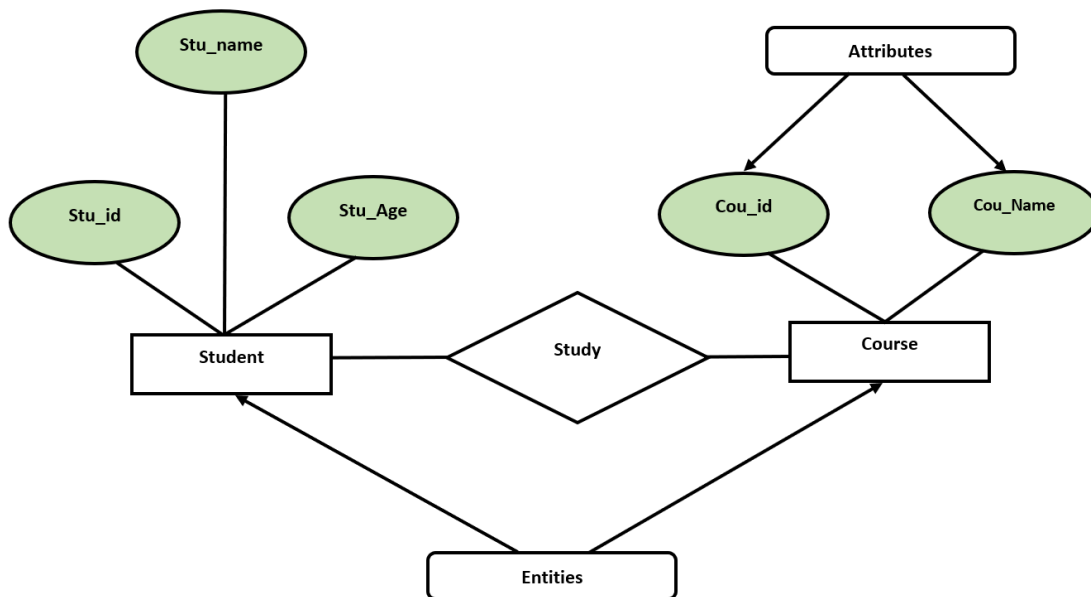 Stu_name
Attributes
Stu_id
Stu_Age
Cou_id
Cou_Name
Student
Study
Course
Entities